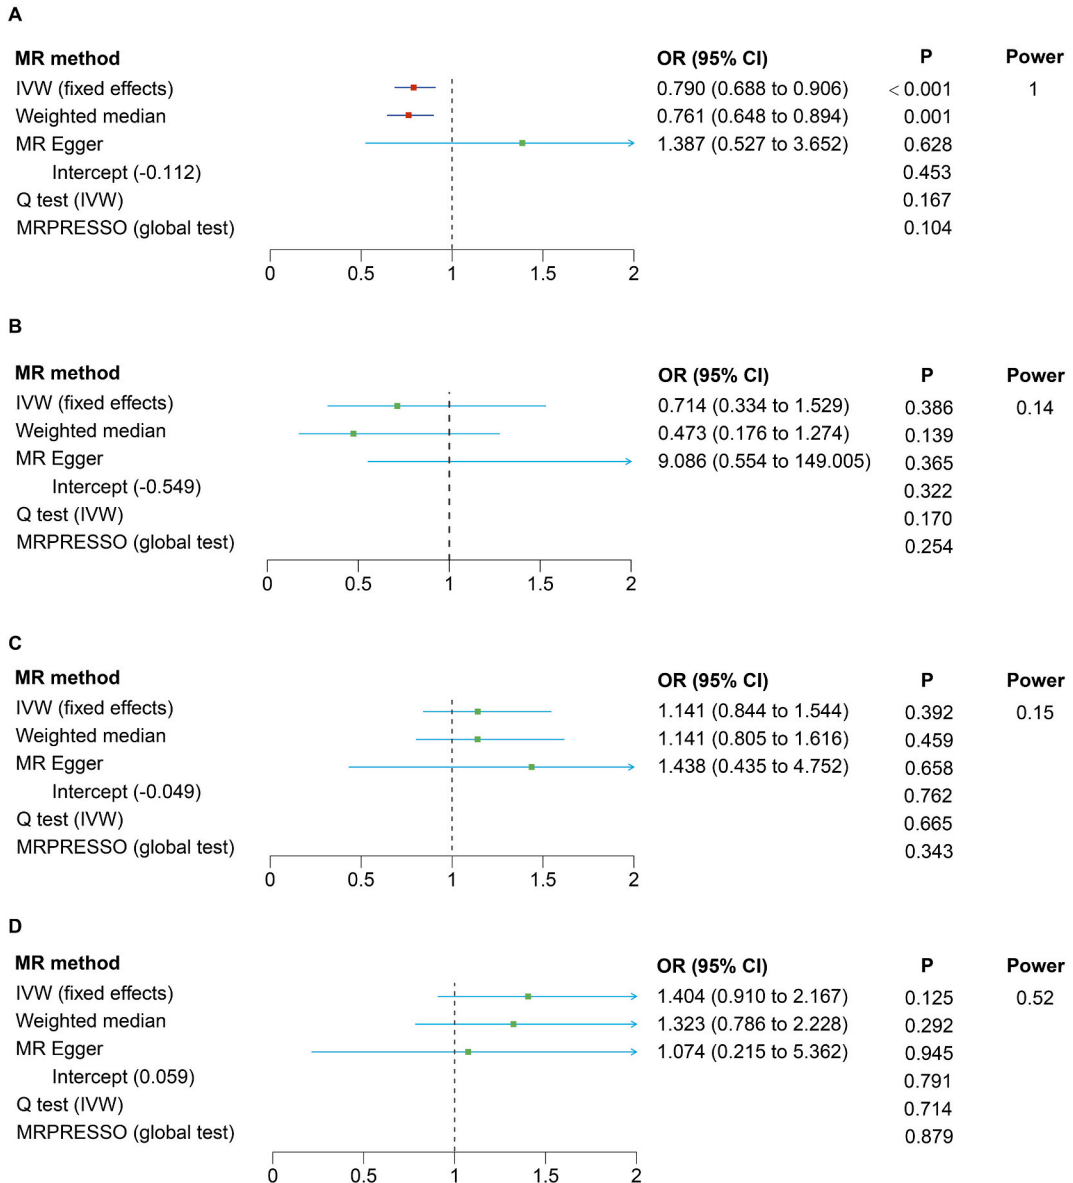 A
MR method OR (95% CI) P Power
IVW (fixed effects) 0.790 (0.688 to 0.906) < 0.001 1
Weighted median 0.761 (0.648 to 0.894) 0.001
MR Egger 1.387 (0.527 to 3.652) 0.628
Intercept (-0.112) 0.453
Q test (IVW) 0.167
MRPRESSO (global test) 0.104
0 0.5 1 1.5 2
B
MR method OR (95% CI) P Power
IVW (fixed effects) 0.714 (0.334 to 1.529) 0.386 0.14
Weighted median 0.473 (0.176 to 1.274) 0.139
MR Egger 9.086 (0.554 to 149.005) 0.365
Intercept (-0.549) 0.322
Q test (IVW) 0.170
MRPRESSO (global test) 0.254
0 0.5 1 1.5 2
C
MR method OR (95% CI) P Power
IVW (fixed effects) 1.141 (0.844 to 1.544) 0.392 0.15
Weighted median 1.141 (0.805 to 1.616) 0.459
MR Egger 1.438 (0.435 to 4.752) 0.658
Intercept (-0.049) 0.762
Q test (IVW) 0.665
MRPRESSO (global test) 0.343
0 0.5 1 1.5 2
D
MR method OR (95% CI) P Power
IVW (fixed effects) 1.404 (0.910 to 2.167) 0.125 0.52
Weighted median 1.323 (0.786 to 2.228) 0.292
MR Egger 1.074 (0.215 to 5.362) 0.945
Intercept (0.059) 0.791
Q test (IVW) 0.714
MRPRESSO (global test) 0.879
0 0.5 1 1.5 2